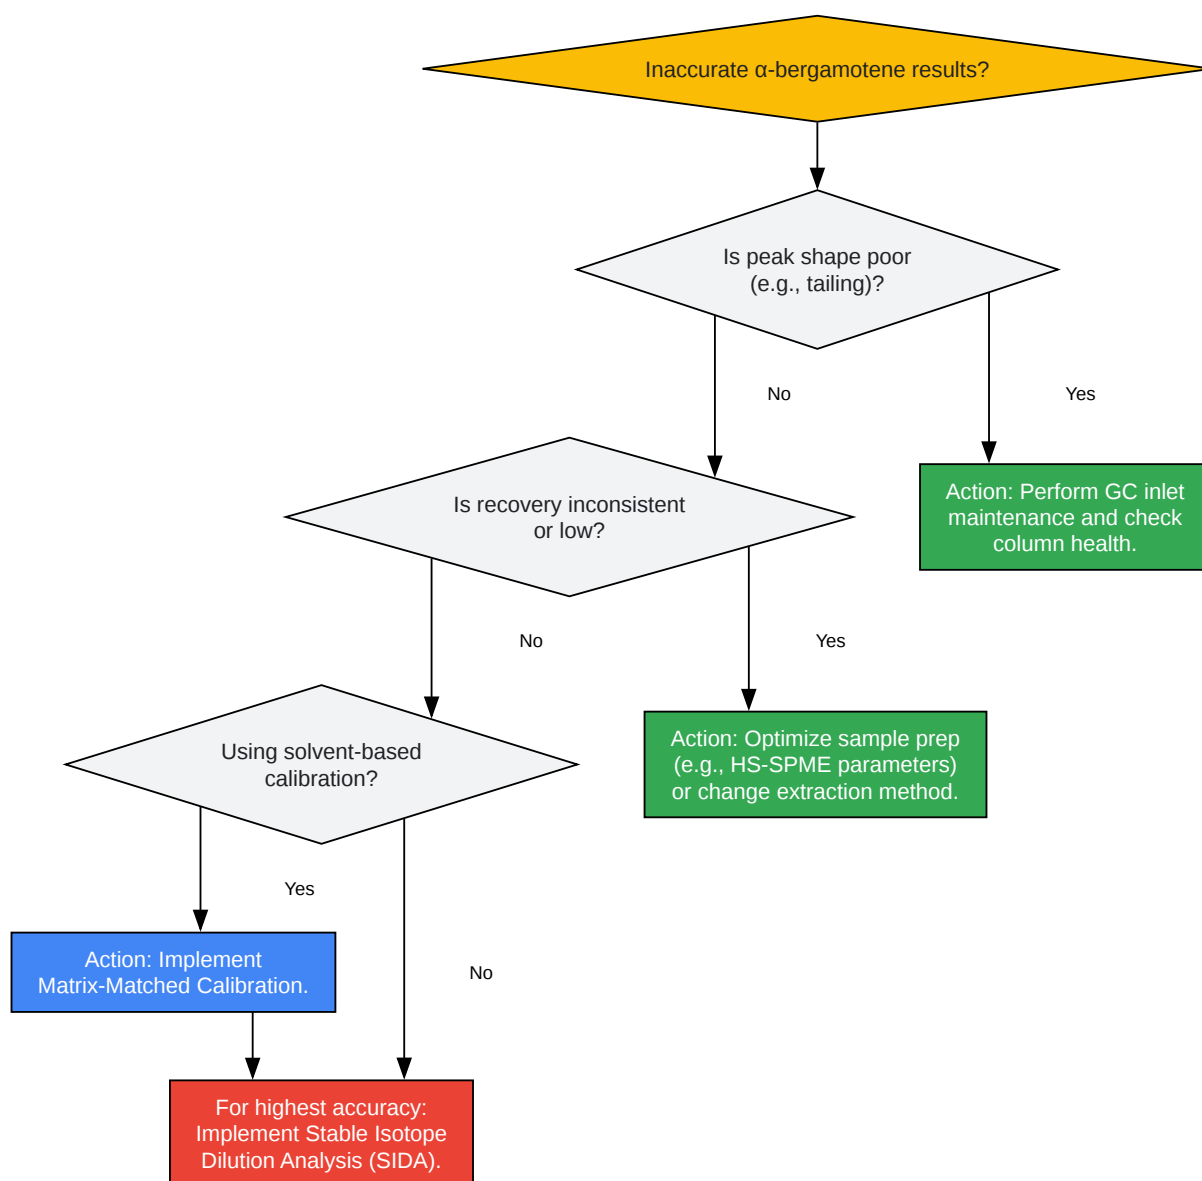 Inaccurate α-bergamotene results?
Is peak shape poor
(e.g., tailing)?
No
Yes
Is recovery inconsistent
or low?
Action: Perform GC inlet
maintenance and check
column health.
No
Yes
Using solvent-based
calibration?
Action: Optimize sample prep
(e.g., HS-SPME parameters)
or change extraction method.
Yes
No
Action: Implement
Matrix-Matched Calibration.
For highest accuracy:
Implement Stable Isotope
Dilution Analysis (SIDA).